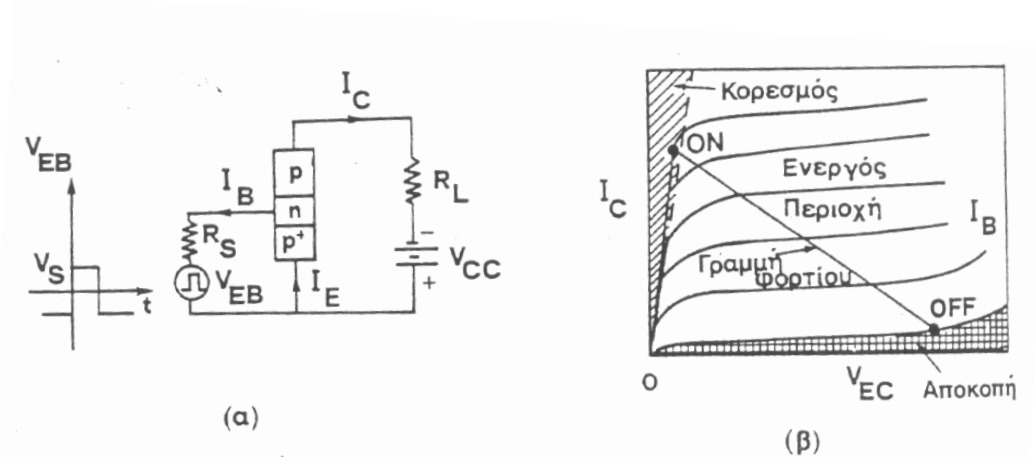 V_EB
V_S
t
I_B
R_S
V_EB
p
n
p⁺
I_E
I_C
R_L
−
+
V_CC
(α)
I_C
Κορεσμός
ON
Ενεργός
Περιοχή
I_B
Γραμμή
φορτίου
OFF
O
V_EC
Αποκοπή
(β)